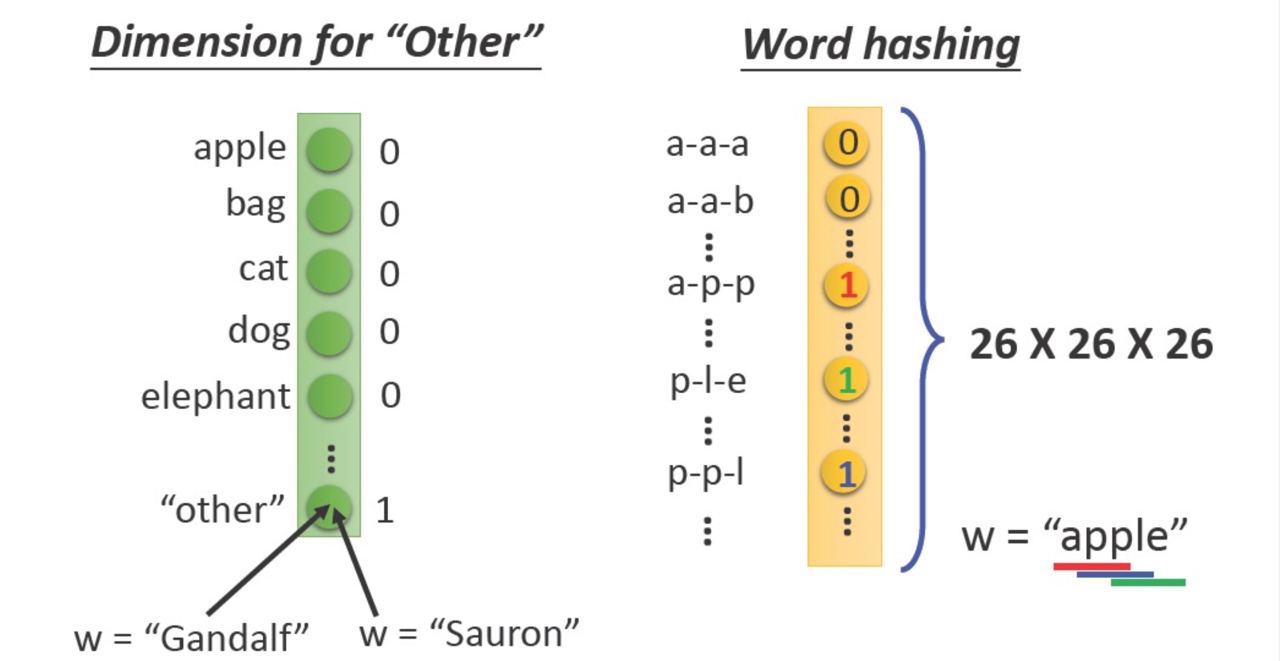 Dimension for “Other”
apple 0
bag 0
cat 0
dog 0
elephant 0
“other” 1
w = “Gandalf” w = “Sauron”
Word hashing
a-a-a 0
a-a-b 0
a-p-p 1
p-l-e 1
p-p-l 1
26 X 26 X 26
w = “apple”